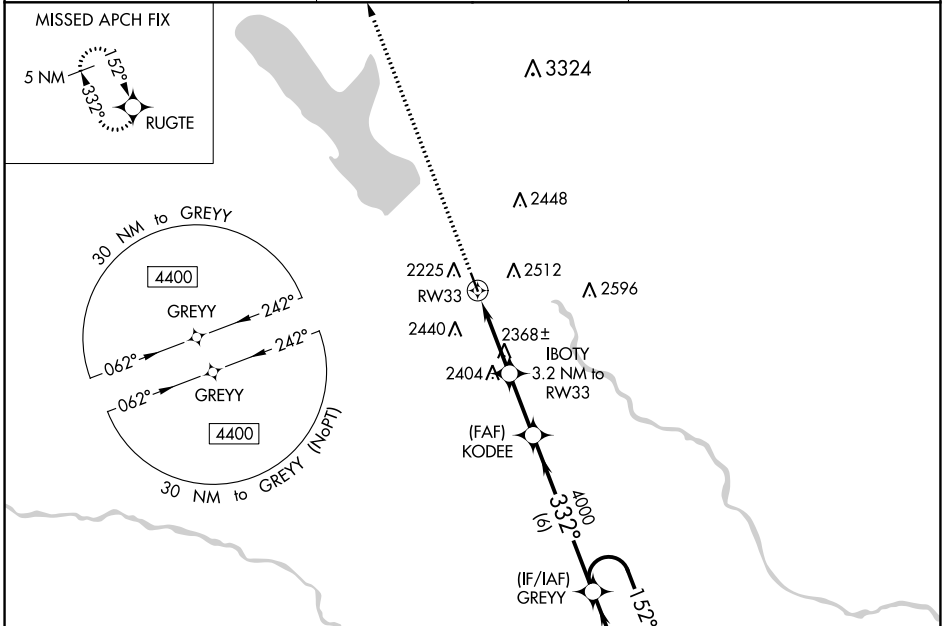 MISSED APCH FIX
5 NM
152°
332°
RUGTE
3324
2448
2225
2512
RW33
2596
2440
2368±
IBOTY
2404
3.2 NM to
RW33
(FAF)
KODEE
4000
332°
(6)
(IF/IAF)
GREYY
152°
30 NM to GREYY
4400
GREYY
242°
062°
242°
062°
GREYY
4400
30 NM to GREYY (NoPT)